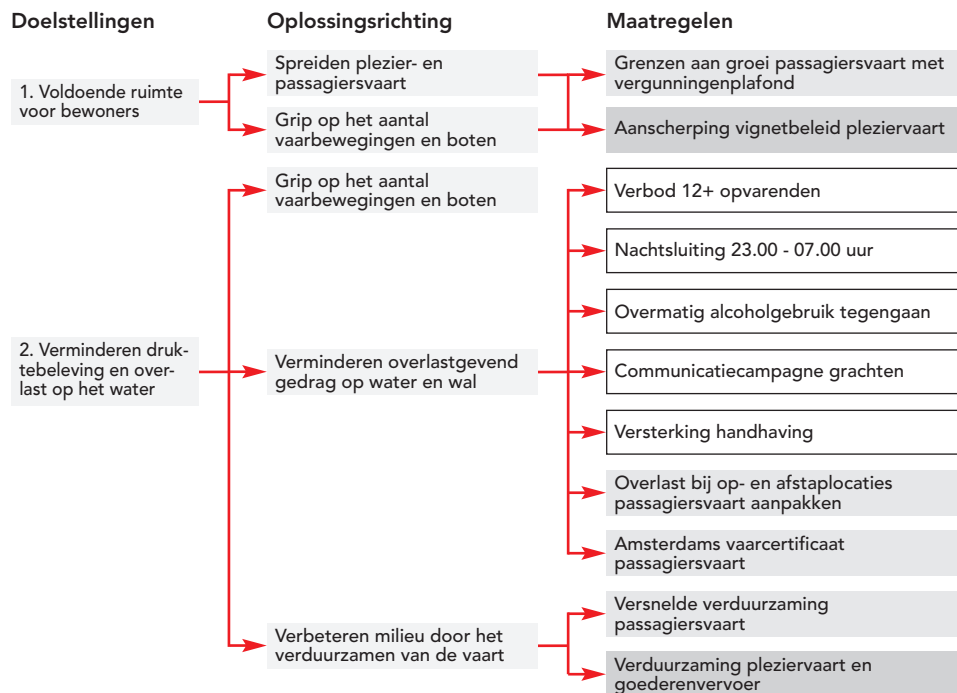 Doelstellingen
Oplossingsrichting
Maatregelen
1. Voldoende ruimte
voor bewoners
Spreiden plezier- en
passagiersvaart
Grip op het aantal
vaarbewegingen en boten
Grenzen aan groei passagiersvaart met
vergunningenplafond
Aanscherping vignetbeleid pleziervaart
2. Verminderen druk-
tebeleving en over-
last op het water
Grip op het aantal
vaarbewegingen en boten
Verminderen overlastgevend
gedrag op water en wal
Verbod 12+ opvarenden
Nachtsluiting 23.00 - 07.00 uur
Overmatig alcoholgebruik tegengaan
Communicatiecampagne grachten
Versterking handhaving
Overlast bij op- en afstaplocaties
passagiersvaart aanpakken
Amsterdams vaarcertificaat
passagiersvaart
Verbeteren milieu door het
verduurzamen van de vaart
Versnelde verduurzaming
passagiersvaart
Verduurzaming pleziervaart en
goederenvervoer